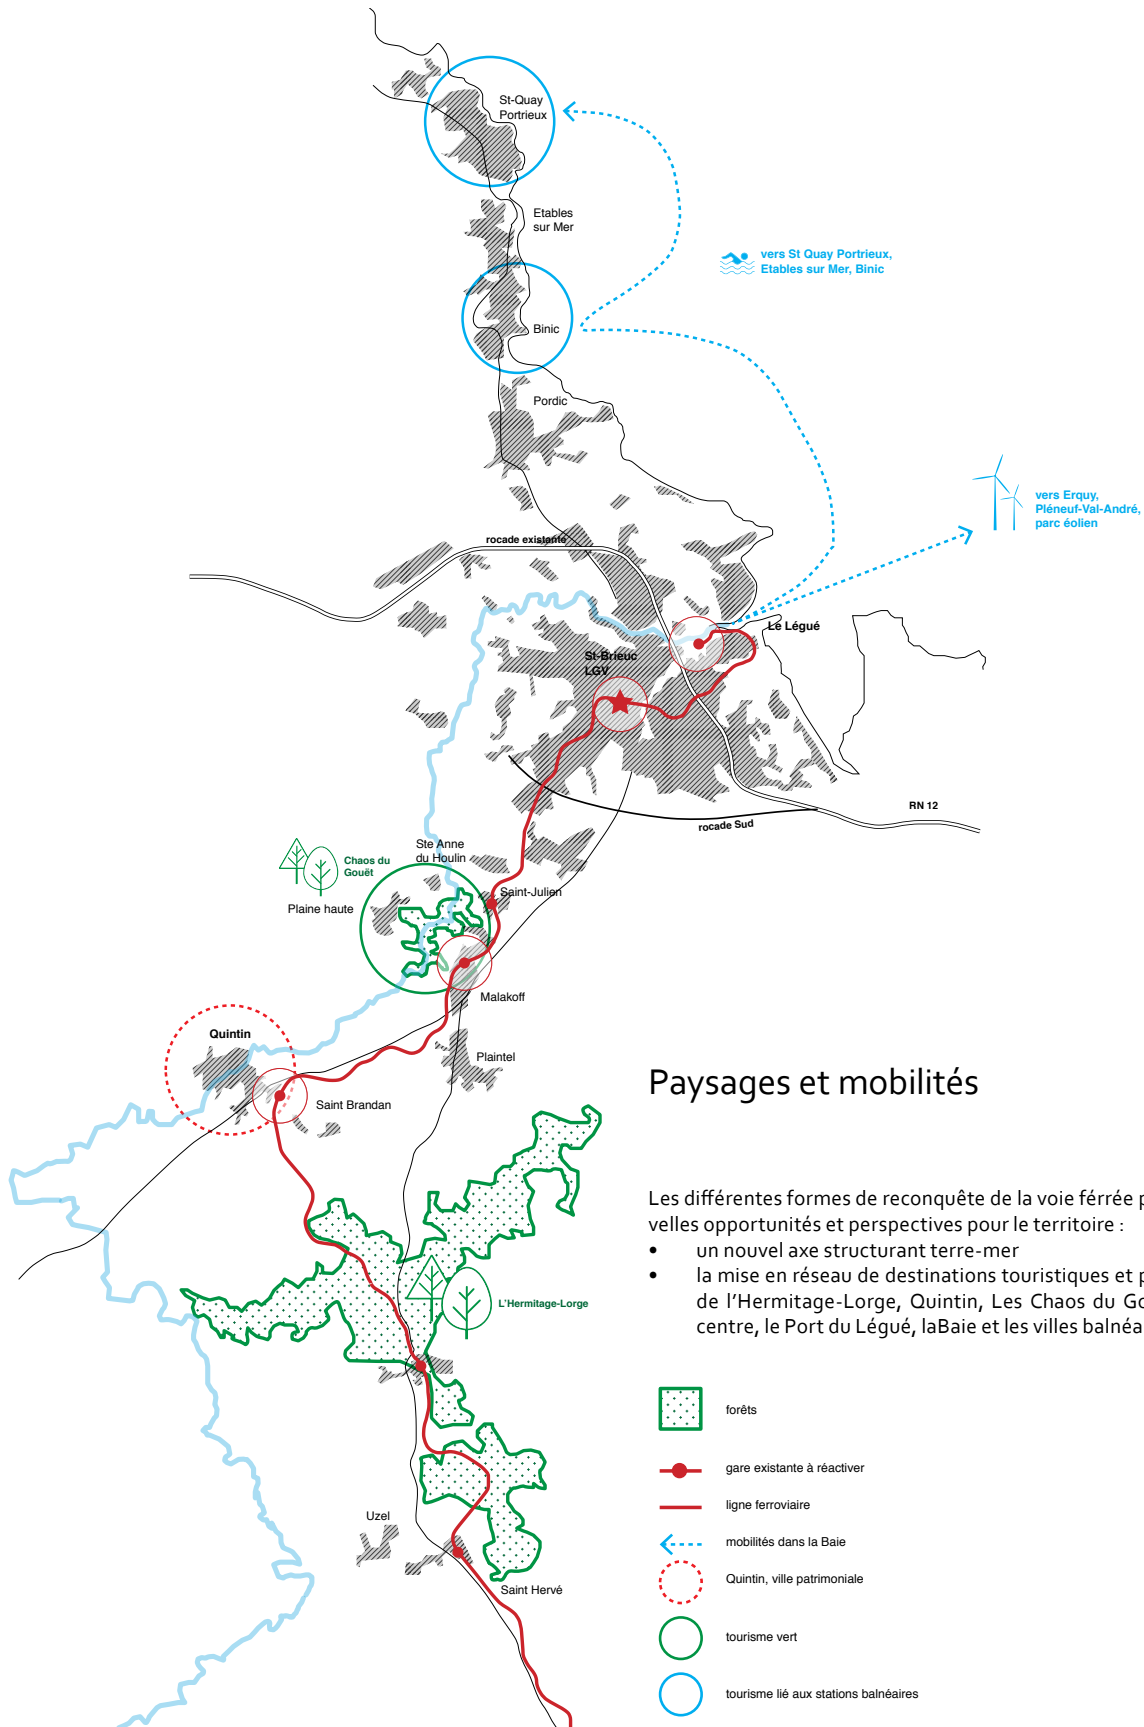 St-Quay
Portrieux
Etables
sur Mer
vers St Quay Portrieux,
Etables sur Mer, Binic
Binic
Pordic
vers Erquy,
Pléneuf-Val-André,
parc éolien
rocade existante
Le Légué
St-Brieuc
LGV
RN 12
rocade Sud
Ste Anne
du Houlin
Chaos du
Gouët
Saint-Julien
Plaine haute
Malakoff
Quintin
Plaintel
Saint Brandan
Paysages et mobilités
Les différentes formes de reconquête de la voie férrée p
velles opportunités et perspectives pour le territoire :
• un nouvel axe structurant terre-mer
• la mise en réseau de destinations touristiques et p
de l'Hermitage-Lorge, Quintin, Les Chaos du Go
centre, le Port du Légué, laBaie et les villes balnéa
L'Hermitage-Lorge
forêts
gare existante à réactiver
ligne ferroviaire
Uzel
mobilités dans la Baie
Quintin, ville patrimoniale
Saint Hervé
tourisme vert
tourisme lié aux stations balnéaires